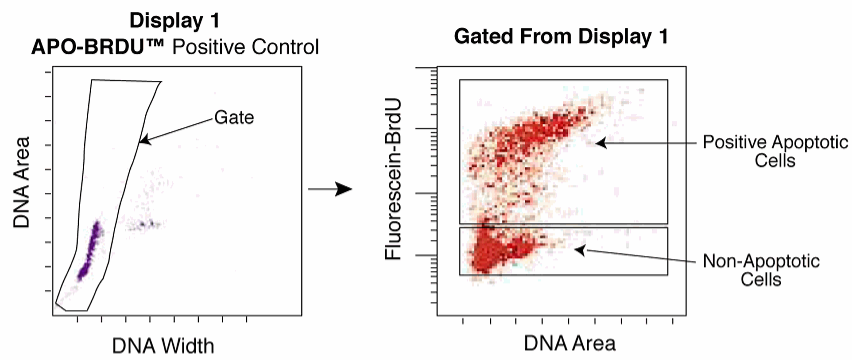 Display 1
APO-BRDU™ Positive Control
DNA Area
Gate
DNA Width
Gated From Display 1
Fluorescein-BrdU
Positive Apoptotic
Cells
Non-Apoptotic
Cells
DNA Area